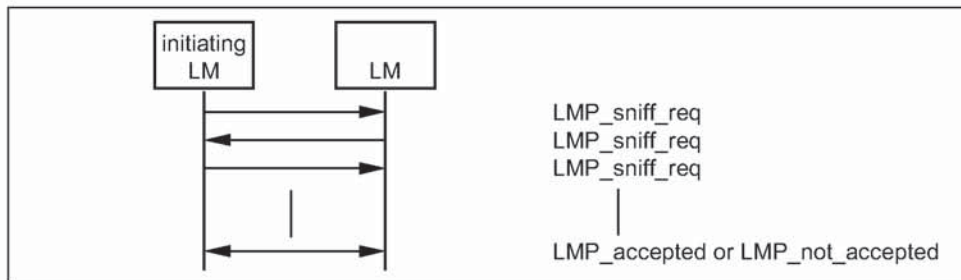 initiating
LM
LM
LMP_sniff_req
LMP_sniff_req
LMP_sniff_req
LMP_accepted or LMP_not_accepted